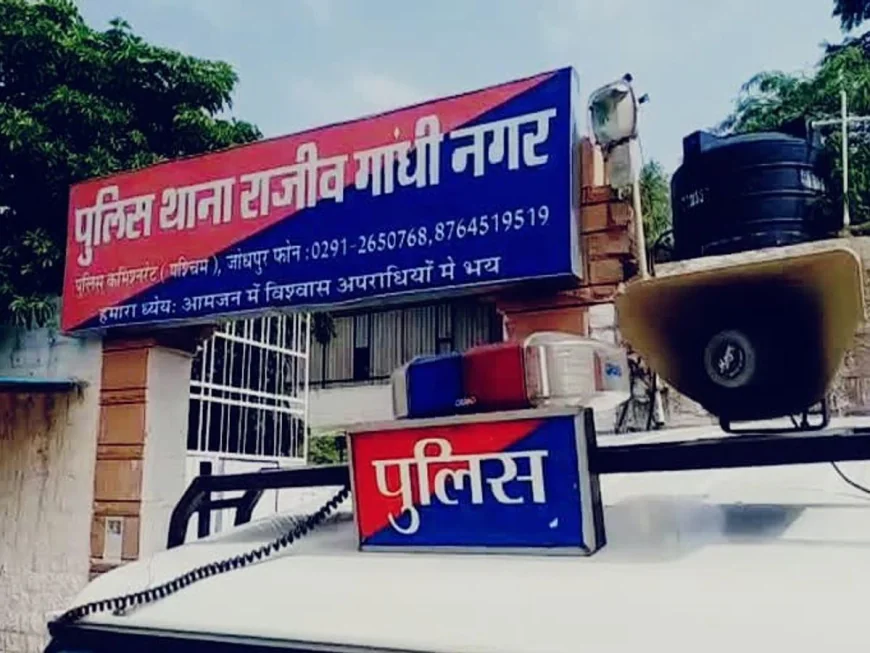 पुलिस थाना राजीव गांधी नगर
पुलिस कमिश्नरेट ( पश्चिम ), जोधपुर फोन :0291-2650768,8764519519
हमारा ध्येयः आमजन में विश्वास अपराधियों मे भय
पुलिस